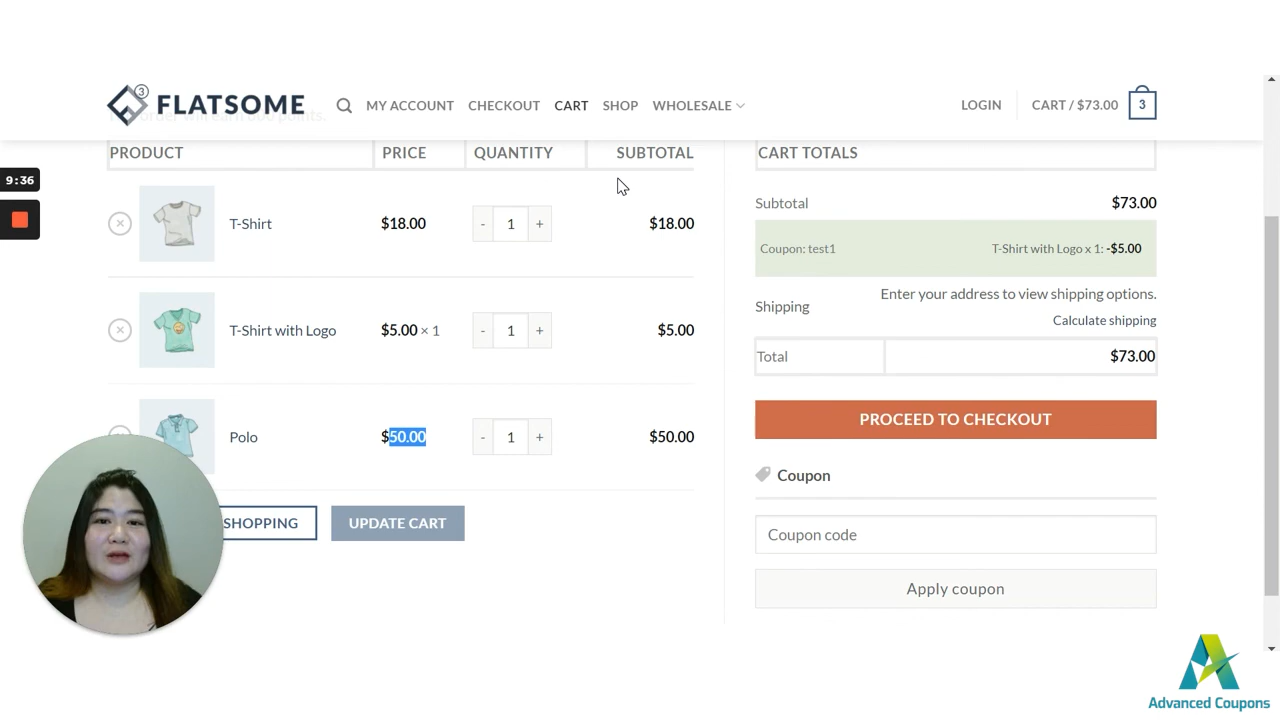 3
FLATSOME
MY ACCOUNT
CHECKOUT
CART
SHOP
WHOLESALE
LOGIN
CART / $73.00
3
PRODUCT
PRICE
QUANTITY
SUBTOTAL
CART TOTALS
9:36
T-Shirt
$18.00
- 1 +
$18.00
T-Shirt with Logo
$5.00 × 1
- 1 +
$5.00
Polo
$50.00
- 1 +
$50.00
SHOPPING
UPDATE CART
Subtotal
$73.00
Coupon: test1
T-Shirt with Logo x 1: -$5.00
Shipping
Enter your address to view shipping options.
Calculate shipping
Total
$73.00
PROCEED TO CHECKOUT
Coupon
Coupon code
Apply coupon
Advanced Coupons